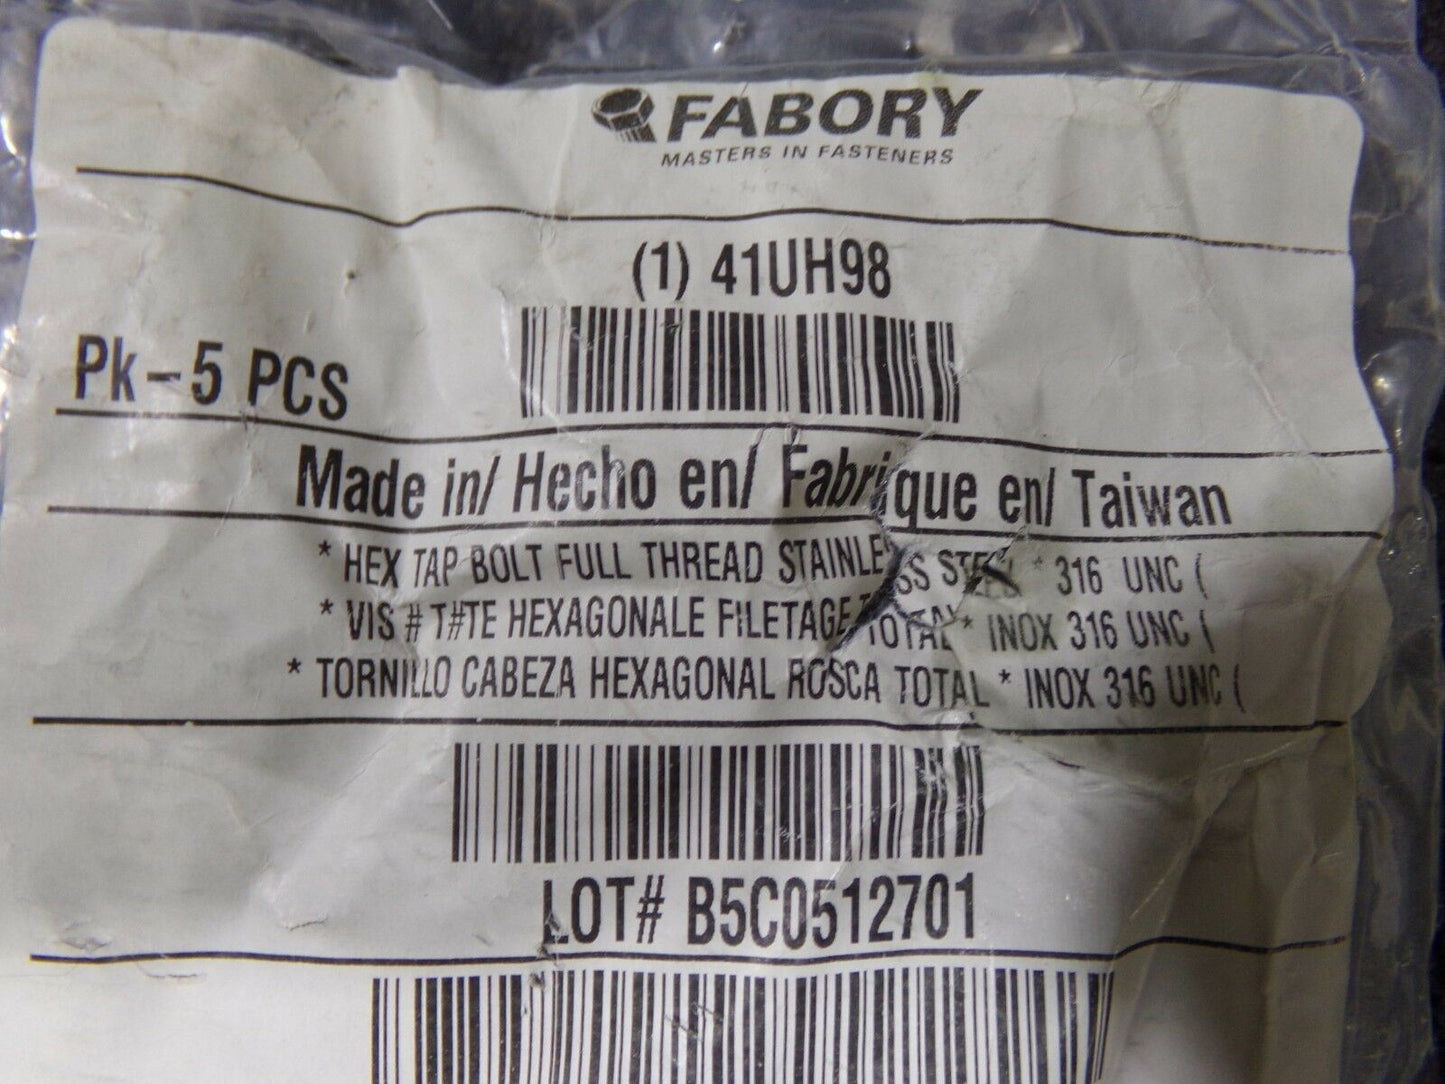 FABORY
MASTERS IN FASTENERS
(1) 41UH98
Pk-5 PCS
Made in/ Hecho en/ Fabrique en/ Taiwan
* HEX TAP BOLT FULL THREAD STAINLESS STEEL * 316 UNC (
* VIS # T#TE HEXAGONALE FILETAGE TOTAL * INOX 316 UNC (
* TORNILLO CABEZA HEXAGONAL ROSCA TOTAL * INOX 316 UNC (
LOT# B5C0512701